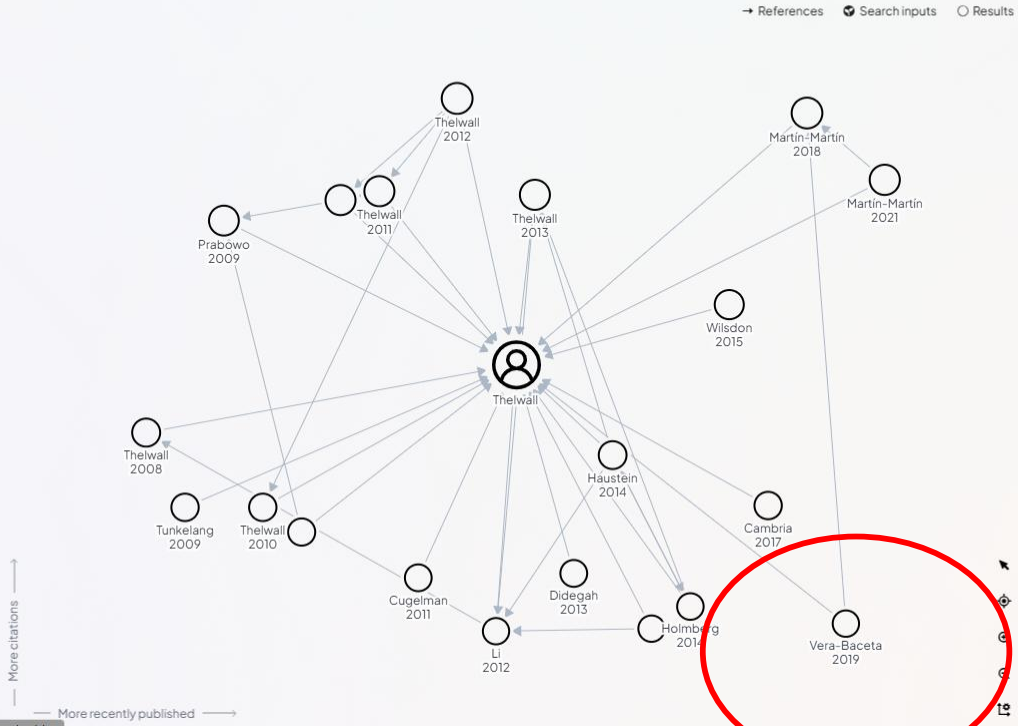 References
Search inputs
Results
Thelwall
2012
Martín-Martín
2018
Martín-Martín
2021
Thelwall
2011
Thelwall
2013
Prabowo
2009
Wilsdon
2015
Thelwall
Thelwall
2008
Haustein
2014
Tunkelang
2009
Thelwall
2010
Cambria
2017
Cugelman
2011
Didegah
2013
Holmberg
2014
Li
2012
Vera-Baceta
2019
More citations
More recently published